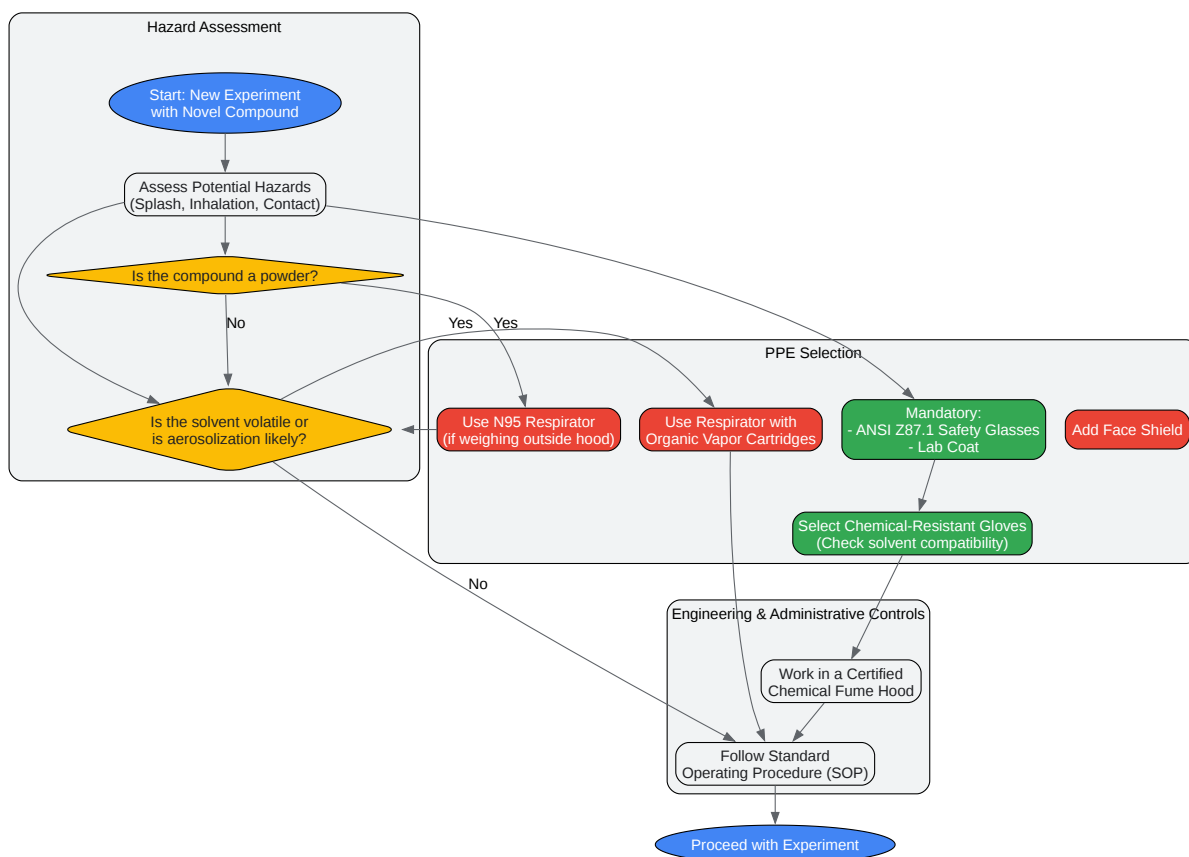 Hazard Assessment
Start: New Experiment
with Novel Compound
Assess Potential Hazards
(Splash, Inhalation, Contact)
Is the compound a powder?
No
Yes
Yes
Is the solvent volatile or
is aerosolization likely?
PPE Selection
Use N95 Respirator
(if weighing outside hood)
Use Respirator with
Organic Vapor Cartridges
Mandatory:
- ANSI Z87.1 Safety Glasses
- Lab Coat
Add Face Shield
Select Chemical-Resistant Gloves
(Check solvent compatibility)
No
Engineering & Administrative Controls
Work in a Certified
Chemical Fume Hood
Follow Standard
Operating Procedure (SOP)
Proceed with Experiment